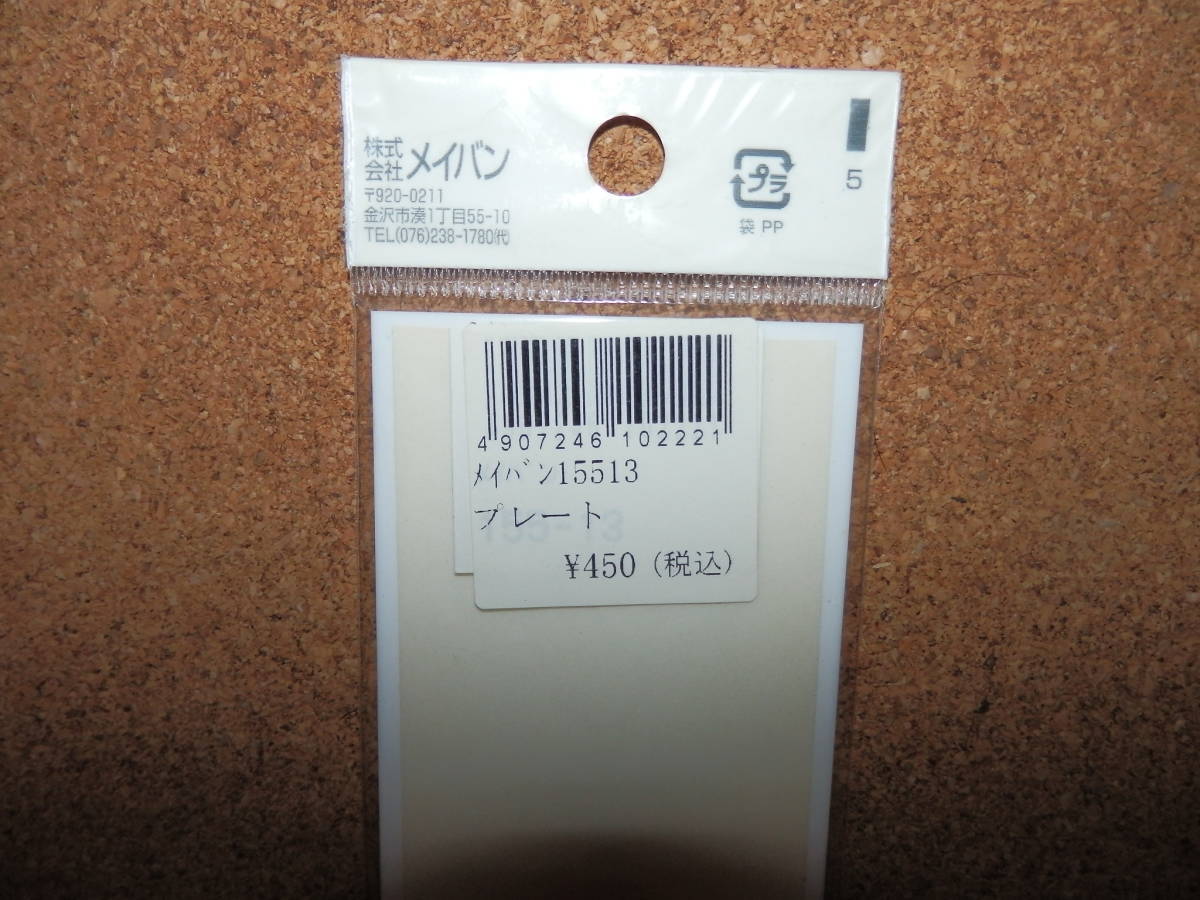 株式会社 メイバン
〒920-0211
金沢市湊1丁目55-10
TEL(076)238-1780(代)
プラ
袋 PP
5
4 907246 102221
ﾒｲﾊﾞﾝ15513
プレート
155-13
¥450 (税込)